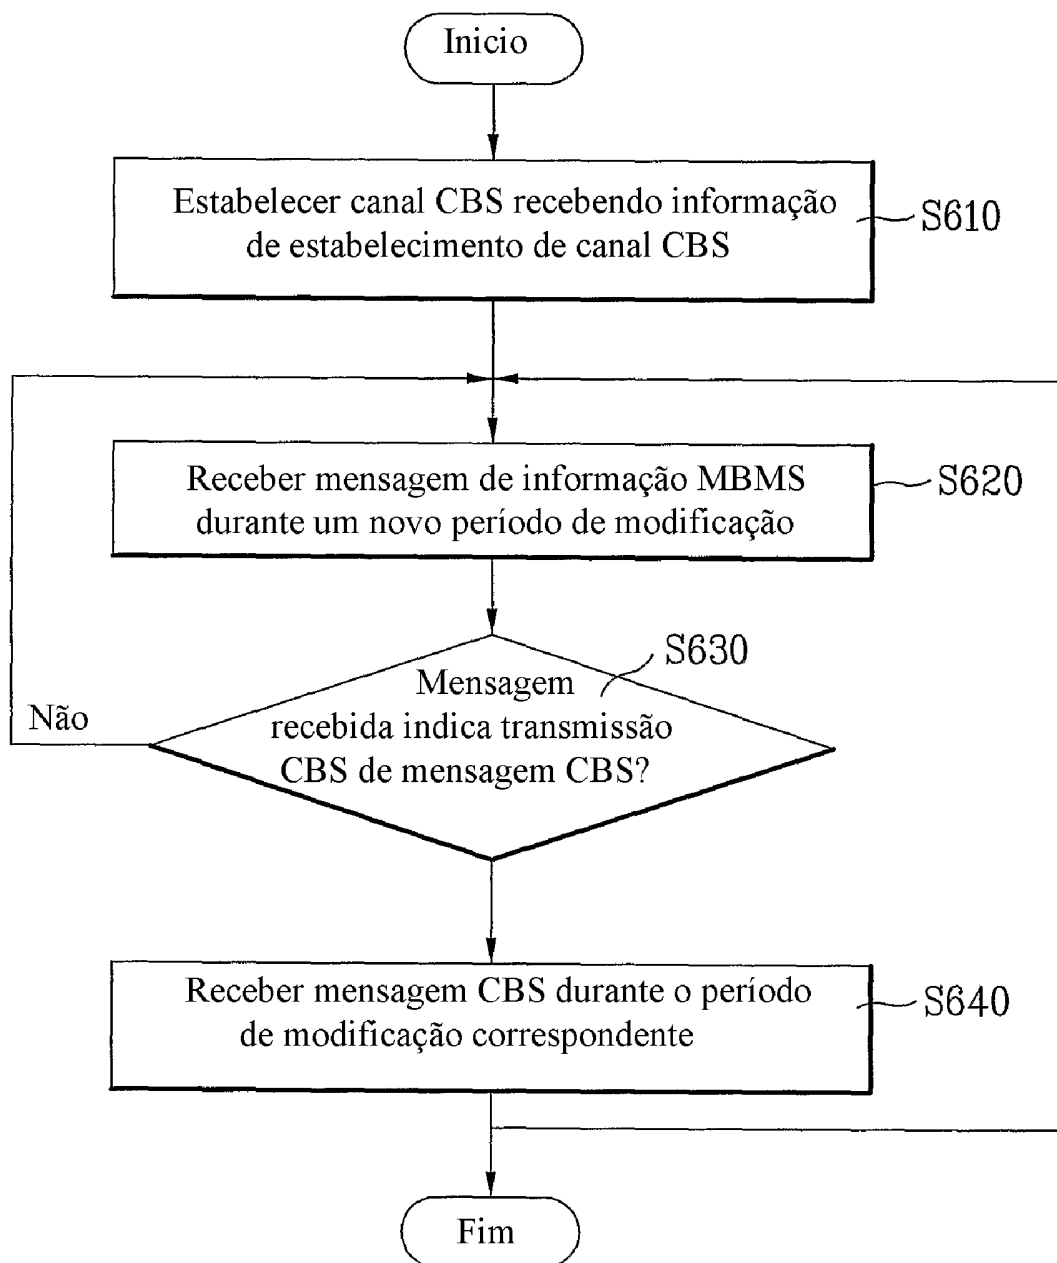 Inicio
Estabelecer canal CBS recebendo informação
de estabelecimento de canal CBS
S610
Receber mensagem de informação MBMS
durante um novo período de modificação
S620
S630
Mensagem
recebida indica transmissão
CBS de mensagem CBS?
Não
Receber mensagem CBS durante o período
de modificação correspondente
S640
Fim